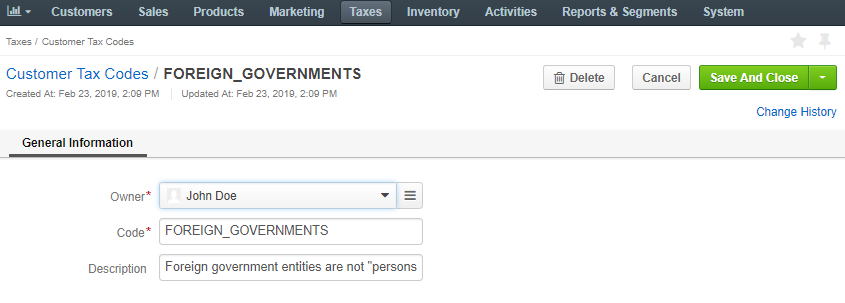 Customers Sales Products Marketing Taxes Inventory Activities Reports & Segments System
Taxes / Customer Tax Codes
Customer Tax Codes / FOREIGN_GOVERNMENTS
Delete Cancel Save And Close
Created At: Feb 23, 2019, 2:09 PM Updated At: Feb 23, 2019, 2:09 PM
Change History
General Information
Owner* John Doe
Code* FOREIGN_GOVERNMENTS
Description Foreign government entities are not "persons